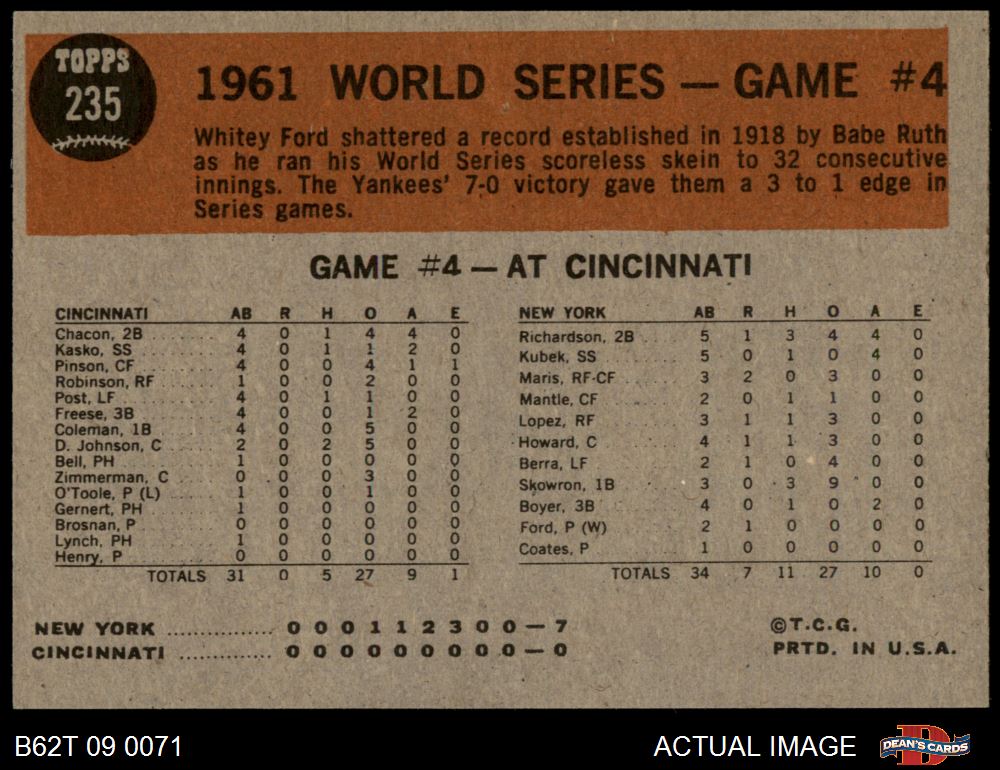 TOPPS
235
1961 WORLD SERIES — GAME #4
Whitey Ford shattered a record established in 1918 by Babe Ruth
as he ran his World Series scoreless skein to 32 consecutive
innings. The Yankees' 7-0 victory gave them a 3 to 1 edge in
Series games.
GAME #4 — AT CINCINNATI
CINCINNATI AB R H O A E
Chacon, 2B 4 0 1 4 4 0
Kasko, SS 4 0 1 1 2 0
Pinson, CF 4 0 0 4 1 1
Robinson, RF 1 0 0 2 0 0
Post, LF 4 0 1 1 0 0
Freese, 3B 4 0 0 1 2 0
Coleman, 1B 4 0 0 5 0 0
D. Johnson, C 2 0 2 5 0 0
Bell, PH 1 0 0 0 0 0
Zimmerman, C 0 0 0 3 0 0
O'Toole, P (L) 1 0 0 1 0 0
Gernert, PH 1 0 0 0 0 0
Brosnan, P 0 0 0 0 0 0
Lynch, PH 1 0 0 0 0 0
Henry, P 0 0 0 0 0 0
TOTALS 31 0 5 27 9 1
NEW YORK AB R H O A E
Richardson, 2B 5 1 3 4 4 0
Kubek, SS 5 0 1 0 4 0
Maris, RF-CF 3 2 0 3 0 0
Mantle, CF 2 0 1 1 0 0
Lopez, RF 3 1 1 3 0 0
Howard, C 4 1 1 3 0 0
Berra, LF 2 1 0 4 0 0
Skowron, 1B 3 0 3 9 0 0
Boyer, 3B 4 0 1 0 2 0
Ford, P (W) 2 1 0 0 0 0
Coates, P 1 0 0 0 0 0
TOTALS 34 7 11 27 10 0
NEW YORK ................ 0 0 0 1 1 2 3 0 0 — 7
CINCINNATI .............. 0 0 0 0 0 0 0 0 0 — 0
©T.C.G.
PRTD. IN U.S.A.
B62T 09 0071
ACTUAL IMAGE
D
DEAN'S CARDS